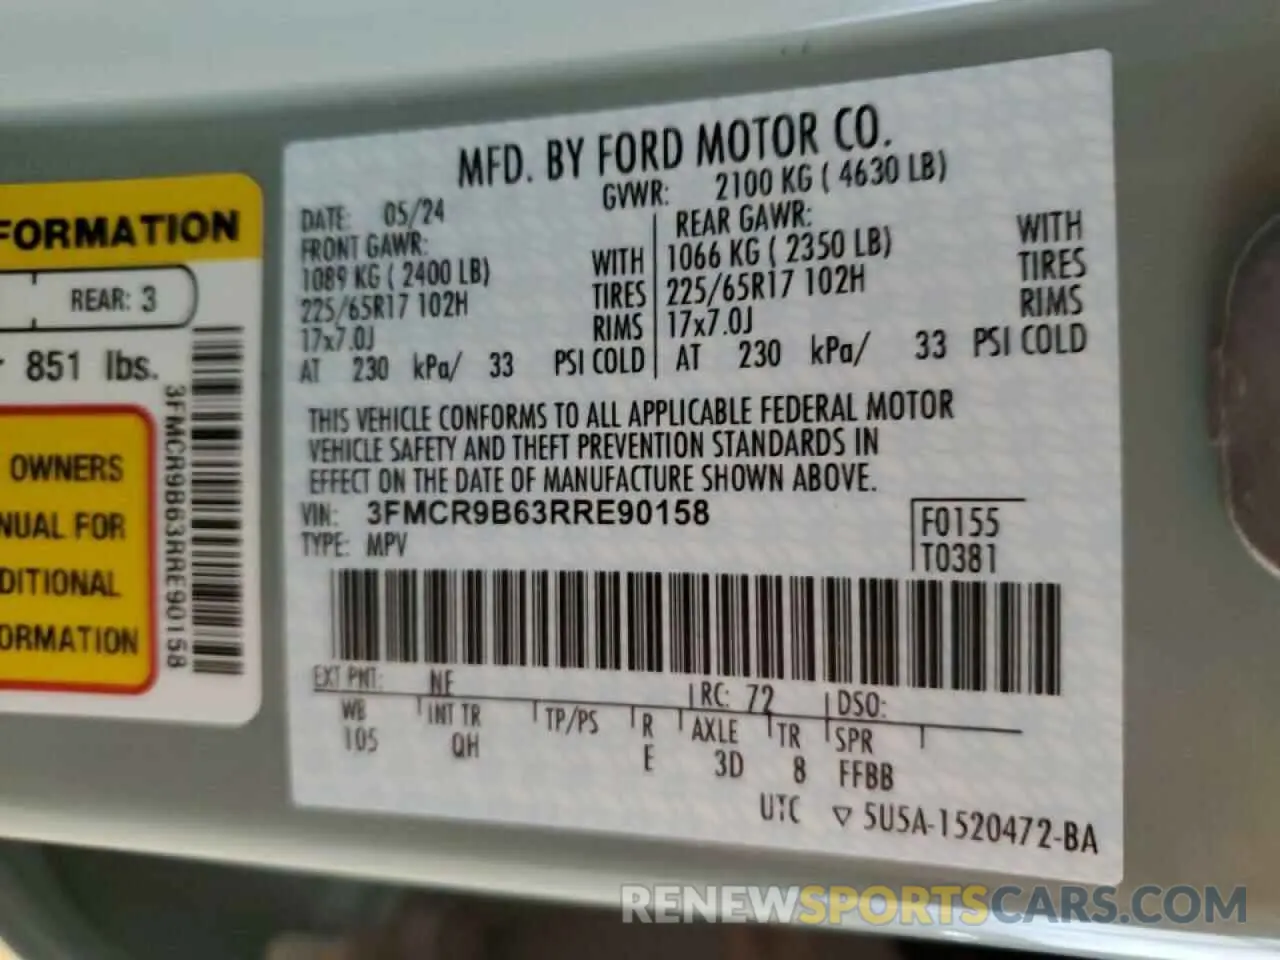 FORMATION
REAR: 3
851 lbs.
OWNERS
NUAL FOR
DITIONAL
ORMATION
3FMCR9B63RRE90158
MFD. BY FORD MOTOR CO.
DATE: 05/24 GVWR: 2100 KG ( 4630 LB)
FRONT GAWR: REAR GAWR:
1089 KG ( 2400 LB) WITH 1066 KG ( 2350 LB) WITH
225/65R17 102H TIRES 225/65R17 102H TIRES
17x7.0J RIMS 17x7.0J RIMS
AT 230 kPa/ 33 PSI COLD AT 230 kPa/ 33 PSI COLD
THIS VEHICLE CONFORMS TO ALL APPLICABLE FEDERAL MOTOR
VEHICLE SAFETY AND THEFT PREVENTION STANDARDS IN
EFFECT ON THE DATE OF MANUFACTURE SHOWN ABOVE.
VIN: 3FMCR9B63RRE90158 F0155
TYPE: MPV T0381
EXT PNT: NE RC: 72 DSO:
WB INT TR TP/PS R AXLE TR SPR
105 QH E 3D 8 FFBB
UTC ▽ 5U5A-1520472-BA
RENEWSPORTSCARS.COM